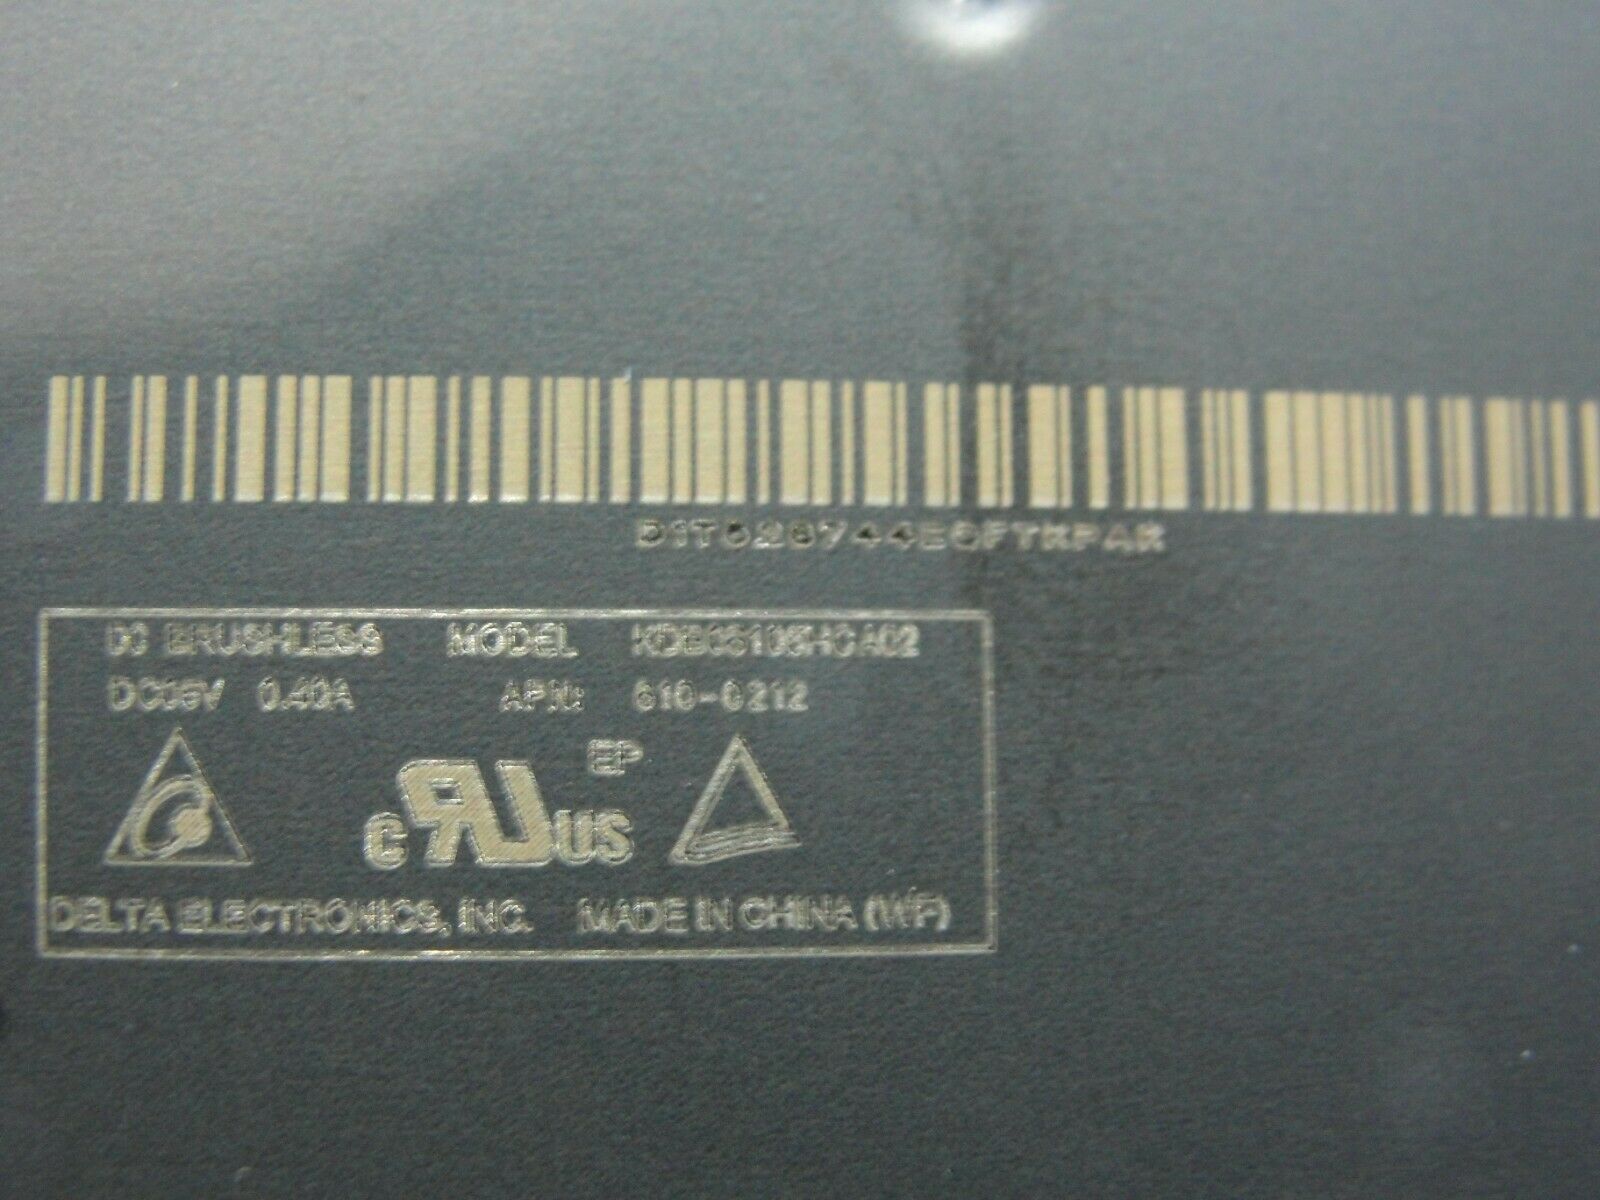 DC BRUSHLESS MODEL KDB05105HCA02
DC05V 0.40A APN: 610-0212
EP
c US
DELTA ELECTRONICS, INC. MADE IN CHINA (WF)